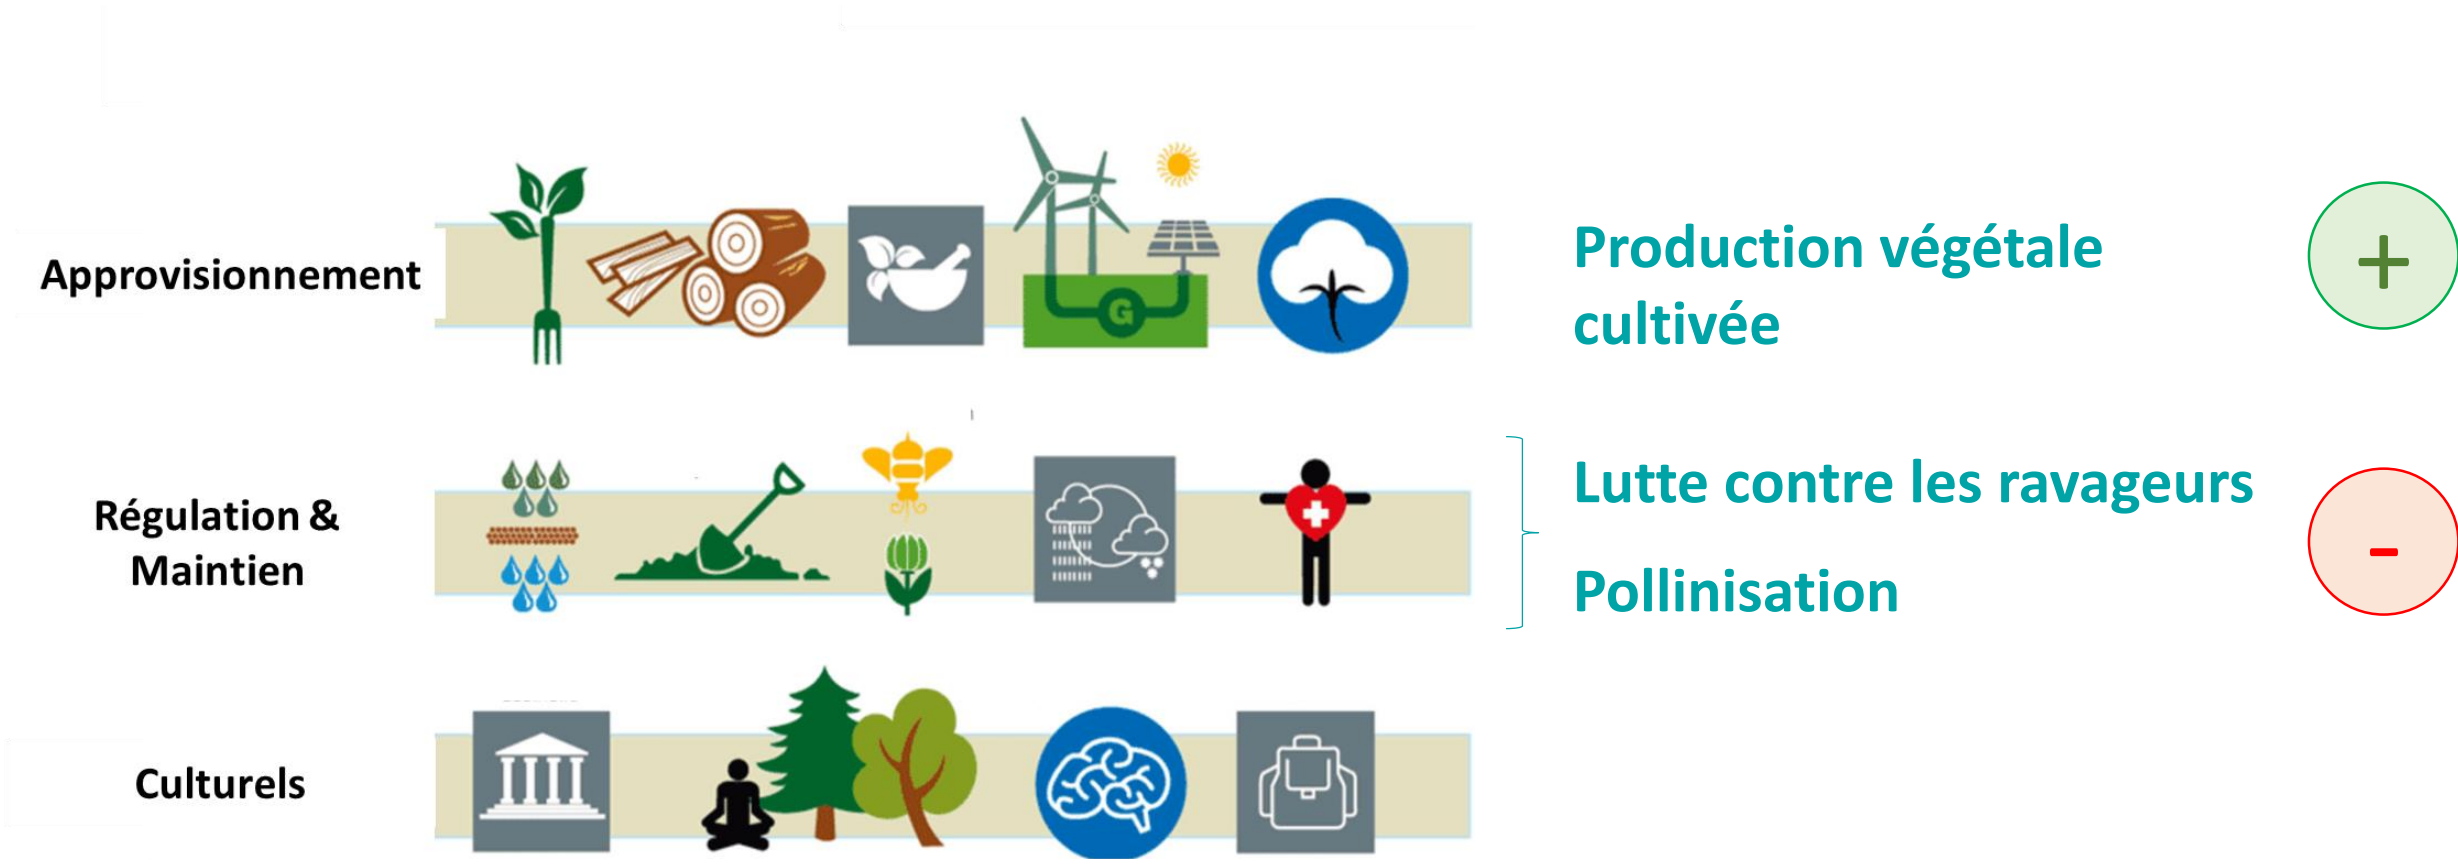 Approvisionnement
G
Production végétale
cultivée
+
Régulation &
Maintien
Lutte contre les ravageurs
Pollinisation
-
Culturels